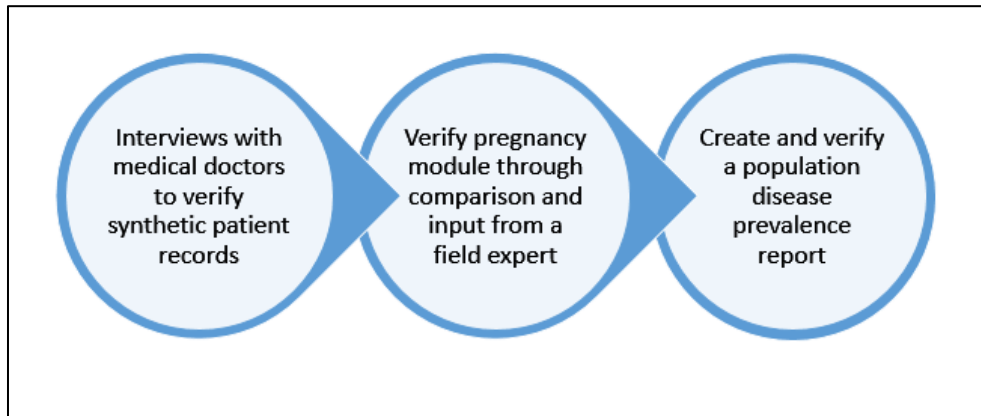 Interviews with
medical doctors
to verify
synthetic patient
records
Verify pregnancy
module through
comparison and
input from a
field expert
Create and verify
a population
disease
prevalence
report